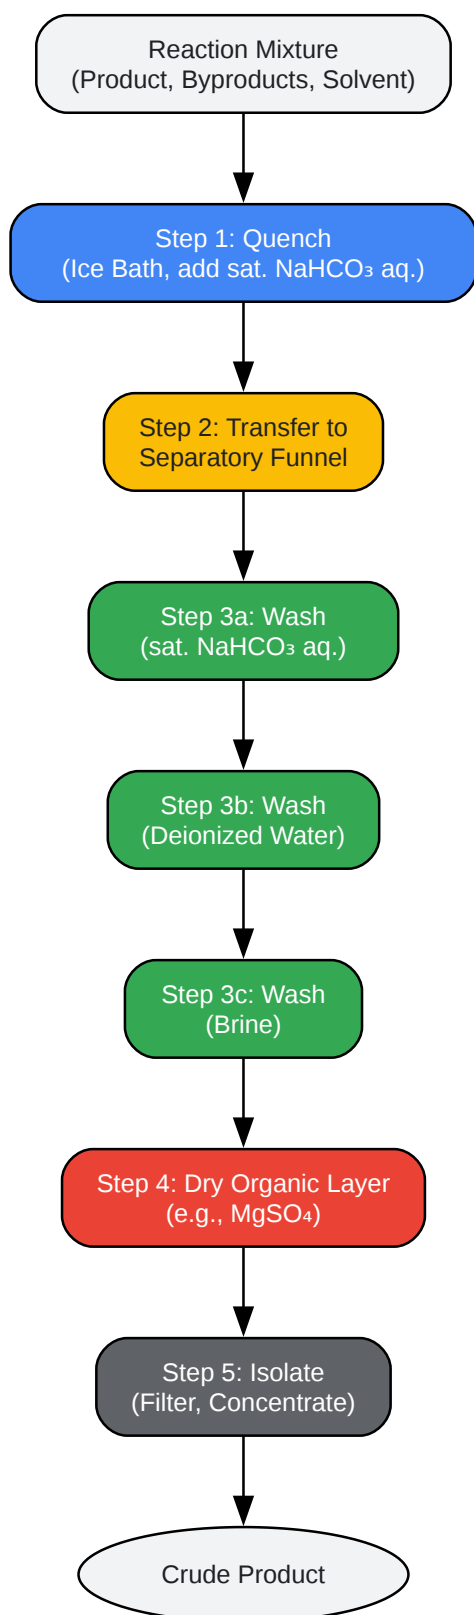 Reaction Mixture
(Product, Byproducts, Solvent)
Step 1: Quench
(Ice Bath, add sat. NaHCO₃ aq.)
Step 2: Transfer to
Separatory Funnel
Step 3a: Wash
(sat. NaHCO₃ aq.)
Step 3b: Wash
(Deionized Water)
Step 3c: Wash
(Brine)
Step 4: Dry Organic Layer
(e.g., MgSO₄)
Step 5: Isolate
(Filter, Concentrate)
Crude Product